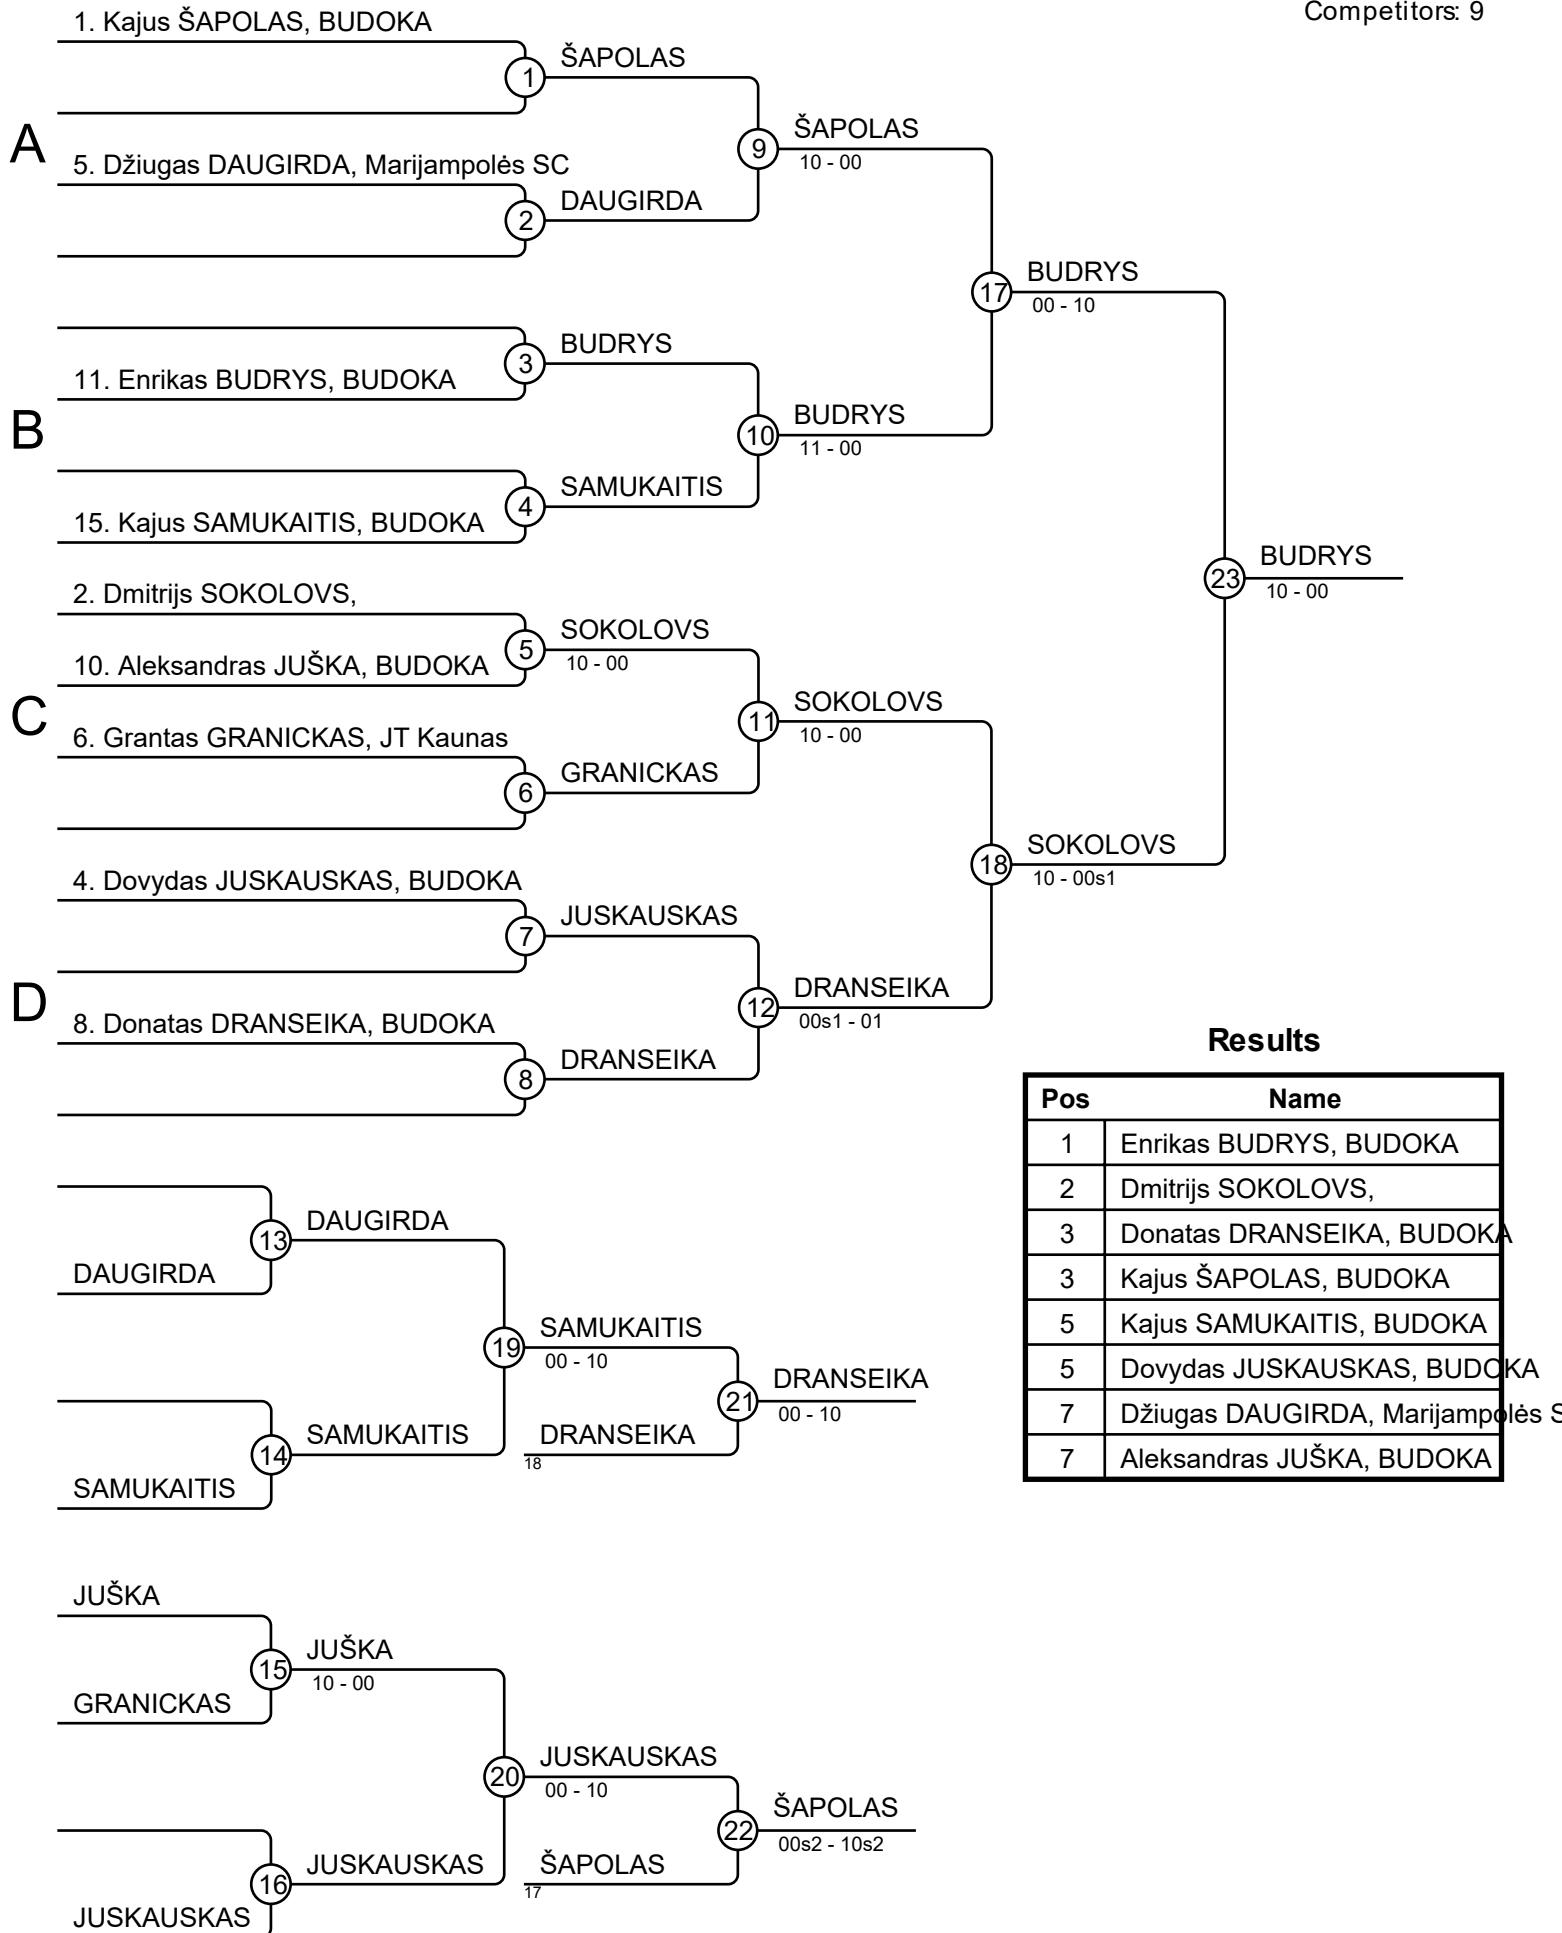 Competitors: 9
1. Kajus ŠAPOLAS, BUDOKA
1
ŠAPOLAS
A
9
ŠAPOLAS
10 - 00
5. Džiugas DAUGIRDA, Marijampolės SC
2
DAUGIRDA
17
BUDRYS
00 - 10
3
BUDRYS
11. Enrikas BUDRYS, BUDOKA
B
10
BUDRYS
11 - 00
4
SAMUKAITIS
15. Kajus SAMUKAITIS, BUDOKA
23
BUDRYS
10 - 00
2. Dmitrijs SOKOLOVS,
5
SOKOLOVS
10 - 00
10. Aleksandras JUŠKA, BUDOKA
C
11
SOKOLOVS
10 - 00
6. Grantas GRANICKAS, JT Kaunas
6
GRANICKAS
18
SOKOLOVS
10 - 00s1
4. Dovydas JUSKAUSKAS, BUDOKA
7
JUSKAUSKAS
D
12
DRANSEIKA
00s1 - 01
8. Donatas DRANSEIKA, BUDOKA
8
DRANSEIKA
Results
Pos Name
1 Enrikas BUDRYS, BUDOKA
2 Dmitrijs SOKOLOVS,
3 Donatas DRANSEIKA, BUDOKA
3 Kajus ŠAPOLAS, BUDOKA
5 Kajus SAMUKAITIS, BUDOKA
5 Dovydas JUSKAUSKAS, BUDOKA
7 Džiugas DAUGIRDA, Marijampolės S
7 Aleksandras JUŠKA, BUDOKA
13
DAUGIRDA
DAUGIRDA
19
SAMUKAITIS
00 - 10
21
DRANSEIKA
00 - 10
14
SAMUKAITIS
DRANSEIKA
18
SAMUKAITIS
JUŠKA
15
JUŠKA
10 - 00
GRANICKAS
20
JUSKAUSKAS
00 - 10
22
ŠAPOLAS
00s2 - 10s2
16
JUSKAUSKAS
ŠAPOLAS
17
JUSKAUSKAS